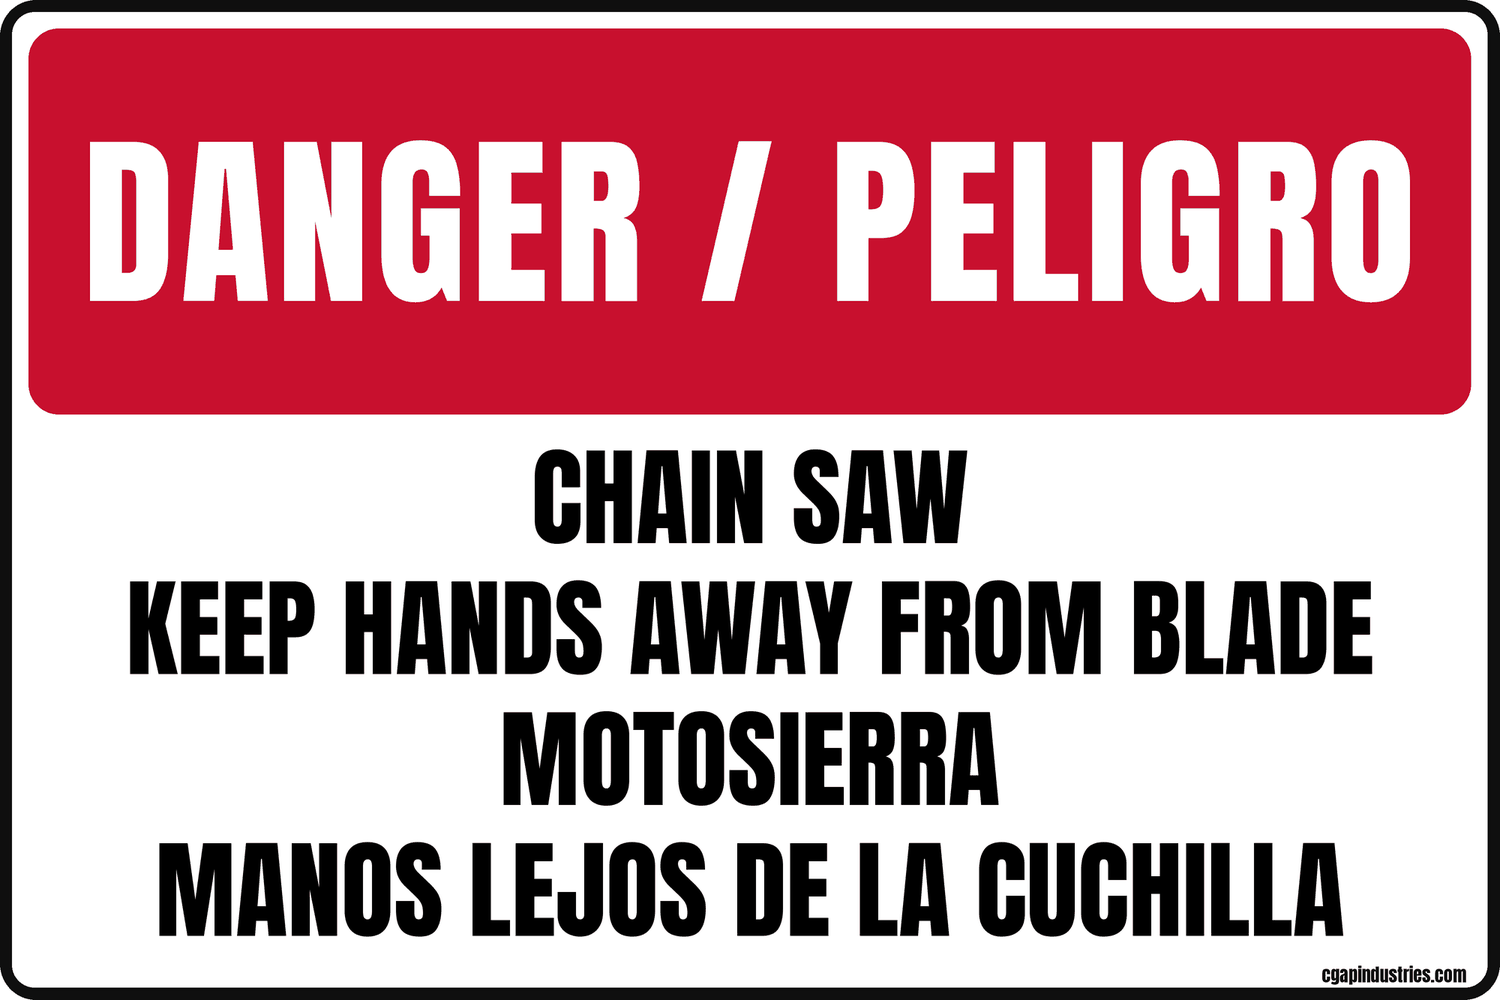 DANGER / PELIGRO
CHAIN SAW
KEEP HANDS AWAY FROM BLADE
MOTOSIERRA
MANOS LEJOS DE LA CUCHILLA
cgapindustries.com